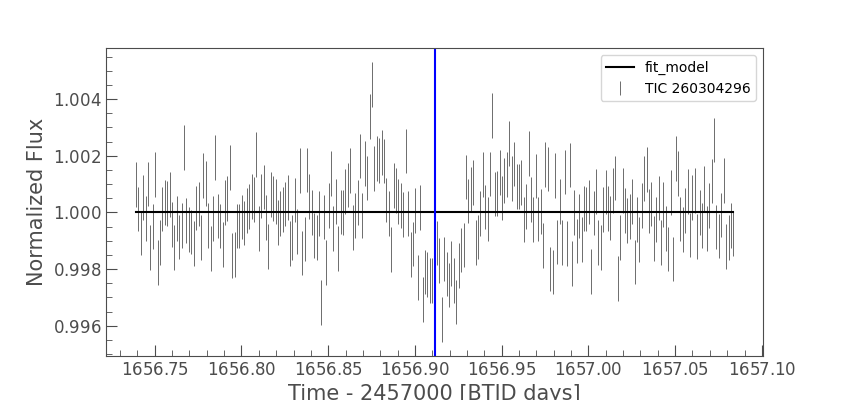 fit_model
TIC 260304296
1.004
1.002
1.000
0.998
0.996
Normalized Flux
1656.75 1656.80 1656.85 1656.90 1656.95 1657.00 1657.05 1657.10
Time - 2457000 [BTJD days]